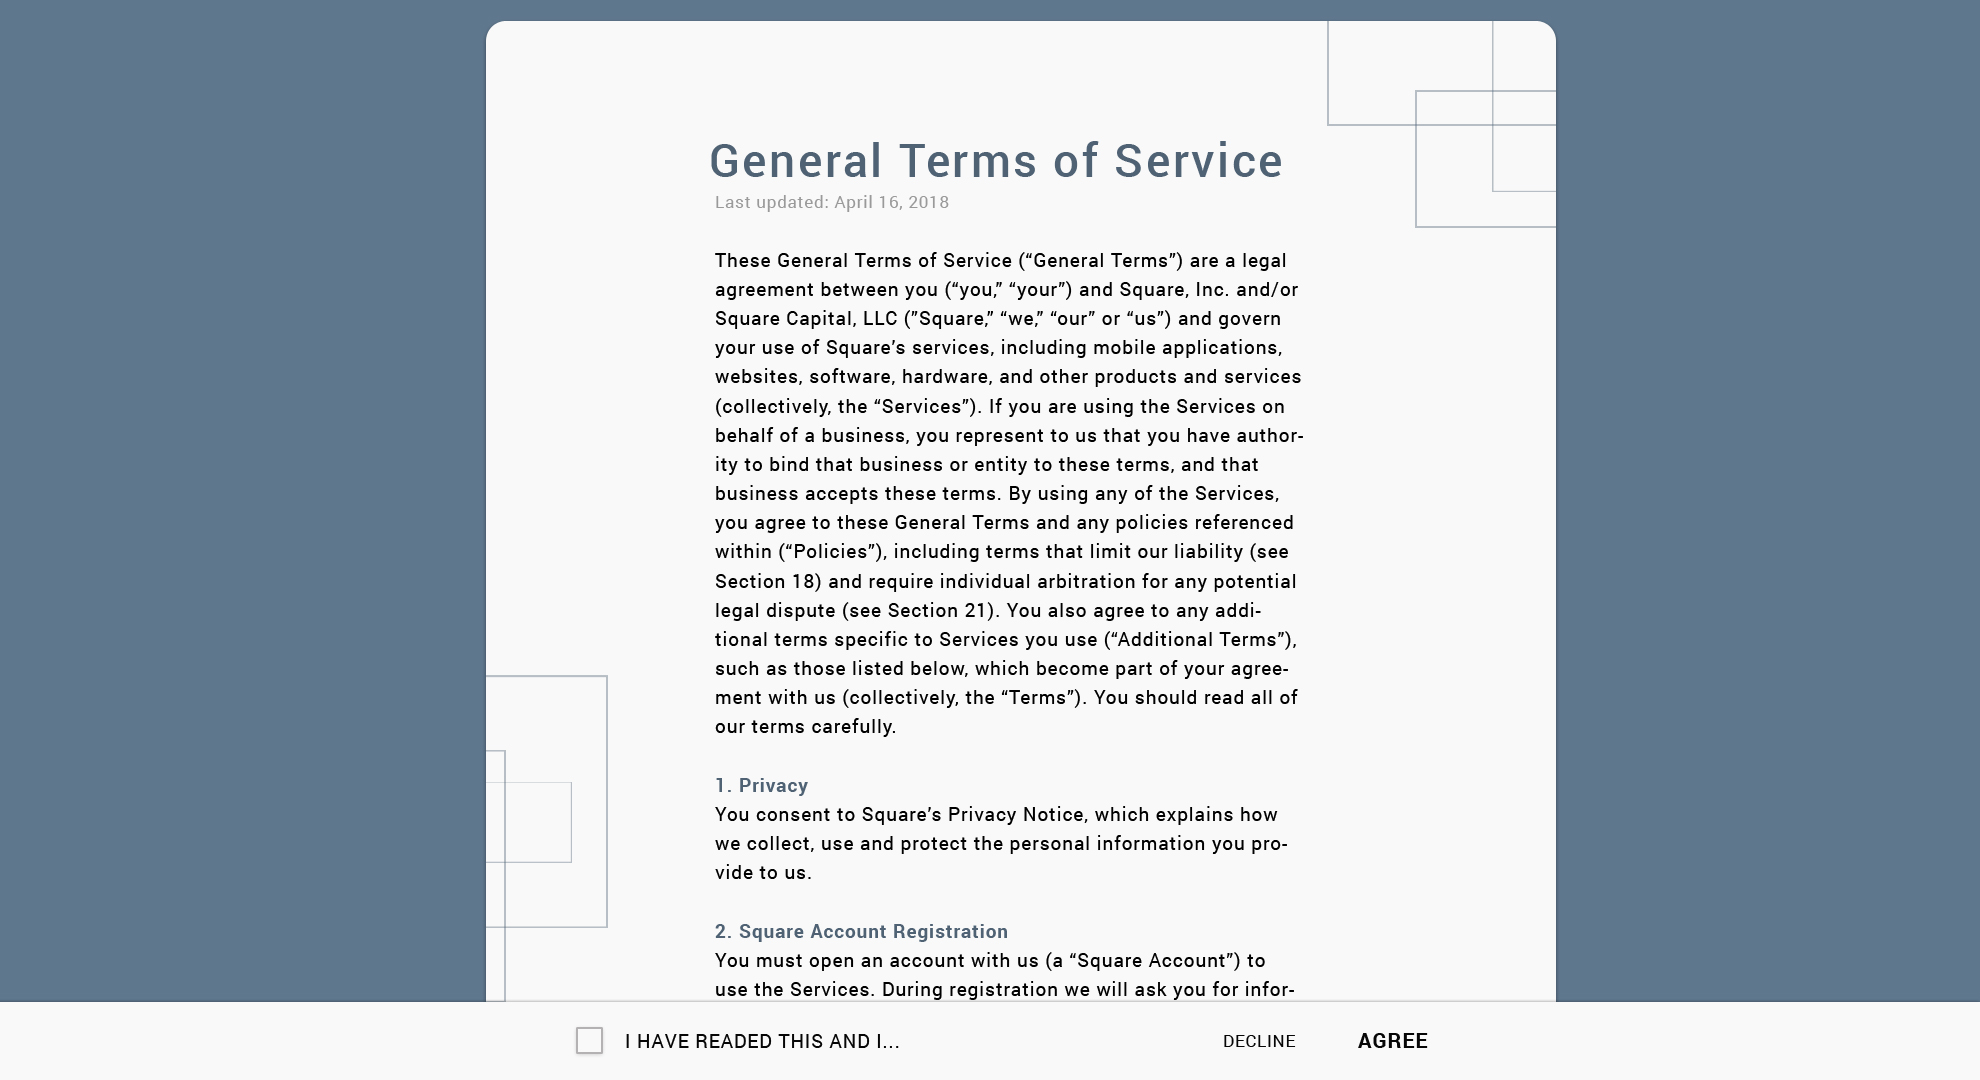 General Terms of Service
Last updated: April 16, 2018
These General Terms of Service (“General Terms”) are a legal
agreement between you (“you,” “your”) and Square, Inc. and/or
Square Capital, LLC (”Square,” “we,” “our” or “us”) and govern
your use of Square’s services, including mobile applications,
websites, software, hardware, and other products and services
(collectively, the “Services”). If you are using the Services on
behalf of a business, you represent to us that you have author-
ity to bind that business or entity to these terms, and that
business accepts these terms. By using any of the Services,
you agree to these General Terms and any policies referenced
within (“Policies”), including terms that limit our liability (see
Section 18) and require individual arbitration for any potential
legal dispute (see Section 21). You also agree to any addi-
tional terms specific to Services you use (“Additional Terms”),
such as those listed below, which become part of your agree-
ment with us (collectively, the “Terms”). You should read all of
our terms carefully.
1. Privacy
You consent to Square’s Privacy Notice, which explains how
we collect, use and protect the personal information you pro-
vide to us.
2. Square Account Registration
You must open an account with us (a “Square Account”) to
use the Services. During registration we will ask you for infor-
I HAVE READED THIS AND I...
DECLINE
AGREE